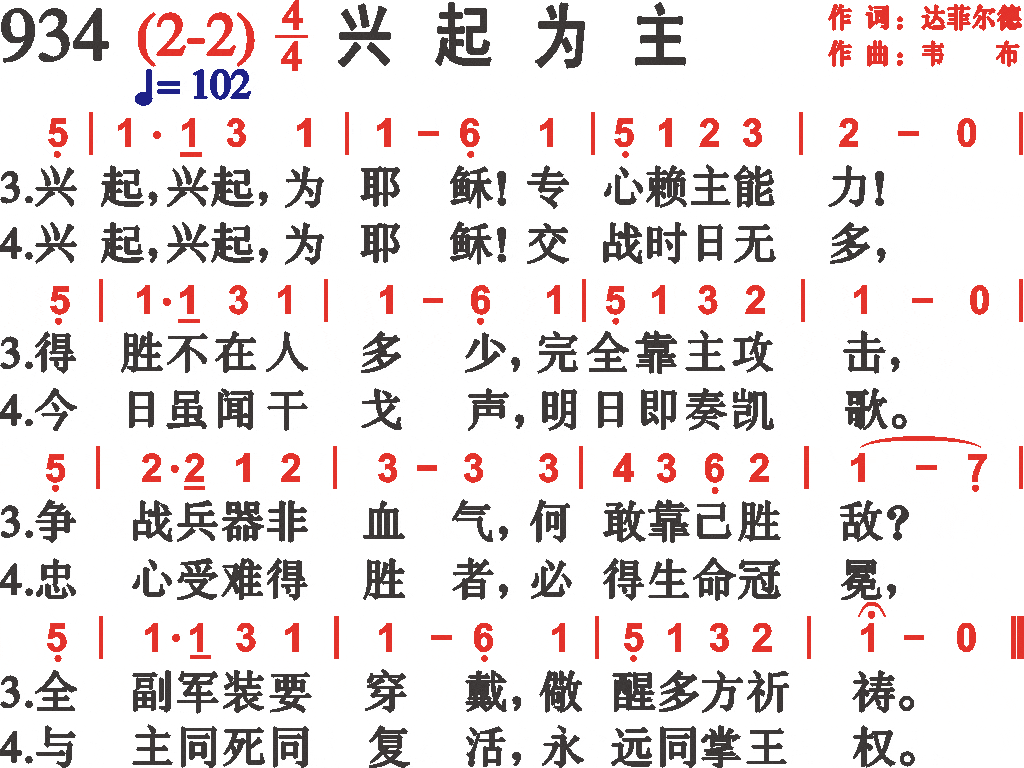 934 (2-2) 4/4 兴起为主 作词：达菲尔德
♩= 102 作曲：韦布
5 | 1 · 1 3 1 | 1 – 6 1 | 5 1 2 3 | 2 – 0 |
3.兴起,兴起,为耶稣!专心赖主能力!
4.兴起,兴起,为耶稣!交战时日无多,
5 | 1 · 1 3 1 | 1 – 6 1 | 5 1 3 2 | 1 – 0 |
3.得胜不在人多少,完全靠主攻击,
4.今日虽闻干戈声,明日即奏凯歌。
5 | 2 · 2 1 2 | 3 – 3 3 | 4 3 6 2 | 1 – 7 |
3.争战兵器非血气,何敢靠己胜敌?
4.忠心受难得胜者,必得生命冠冕,
5 | 1 · 1 3 1 | 1 – 6 1 | 5 1 3 2 | 1 – 0 ‖
3.全副军装要穿戴,儆醒多方祈祷。
4.与主同死同复活,永远同掌王权。